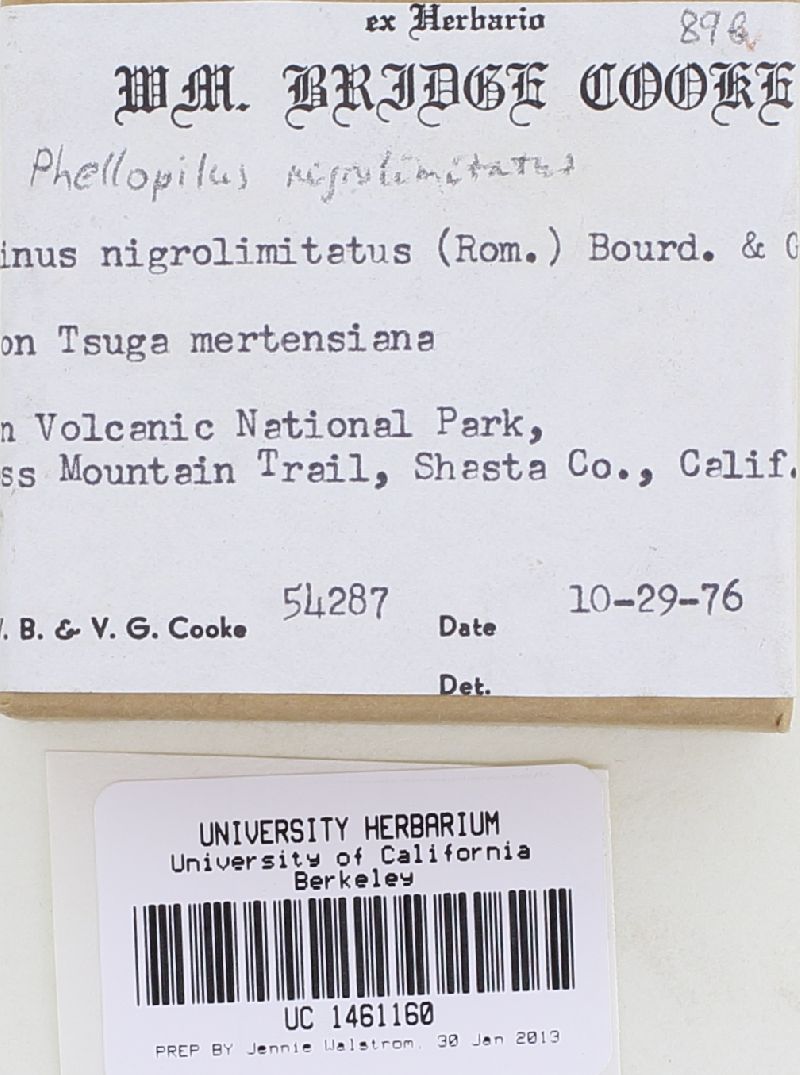 ex Herbario
WM. BRIDGE COOKE
Phellopilus nigrolimitatus
inus nigrolimitatus (Rom.) Bourd. & G
on Tsuga mertensiana
n Volcanic National Park,
ss Mountain Trail, Shasta Co., Calif.
. B. & V. G. Cooke 54287 Date 10-29-76
Det.
UNIVERSITY HERBARIUM
University of California
Berkeley
UC 1461160
PREP BY Jennie Walstrom. 30 Jan 2013